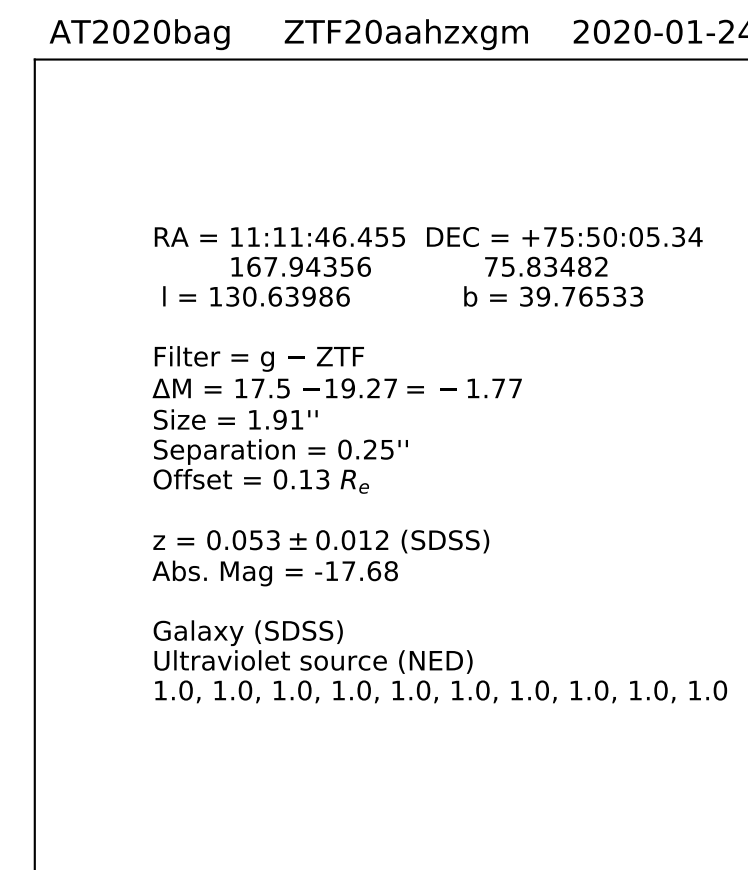 AT2020bag ZTF20aahzxgm 2020-01-24
RA = 11:11:46.455 DEC = +75:50:05.34
167.94356 75.83482
l = 130.63986 b = 39.76533
Filter = g − ZTF
ΔM = 17.5 −19.27 = − 1.77
Size = 1.91''
Separation = 0.25''
Offset = 0.13 Re
z = 0.053 ± 0.012 (SDSS)
Abs. Mag = -17.68
Galaxy (SDSS)
Ultraviolet source (NED)
1.0, 1.0, 1.0, 1.0, 1.0, 1.0, 1.0, 1.0, 1.0, 1.0